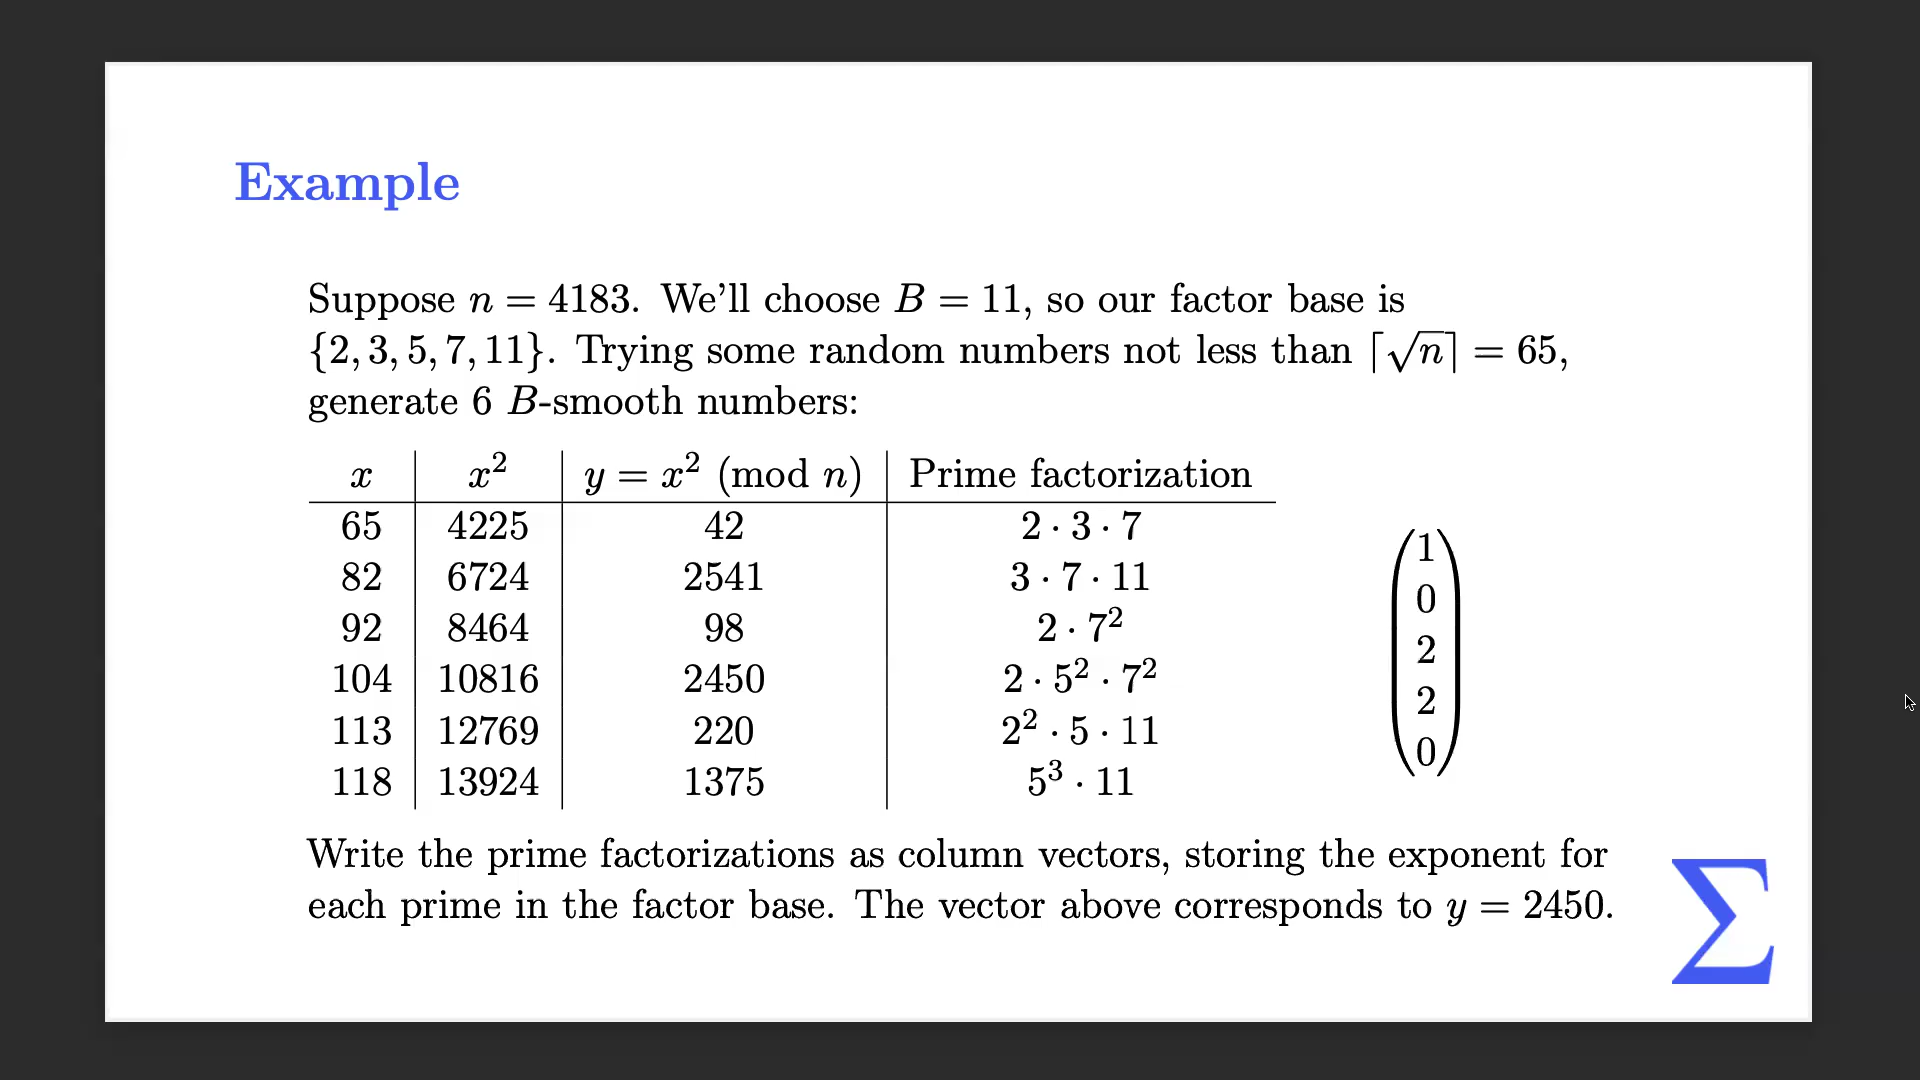 Example
Suppose n = 4183. We'll choose B = 11, so our factor base is
{2, 3, 5, 7, 11}. Trying some random numbers not less than ⌈√n⌉ = 65,
generate 6 B-smooth numbers:
x x² y = x² (mod n) Prime factorization
65 4225 42 2 · 3 · 7
82 6724 2541 3 · 7 · 11
92 8464 98 2 · 7²
104 10816 2450 2 · 5² · 7²
113 12769 220 2² · 5 · 11
118 13924 1375 5³ · 11
1
0
2
2
0
Write the prime factorizations as column vectors, storing the exponent for
each prime in the factor base. The vector above corresponds to y = 2450.
Σ